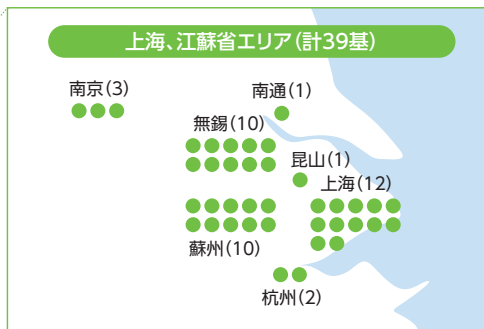 上海、江蘇省エリア（計39基）
南京（3）
南通（1）
無錫（10）
昆山（1）
上海（12）
蘇州（10）
杭州（2）